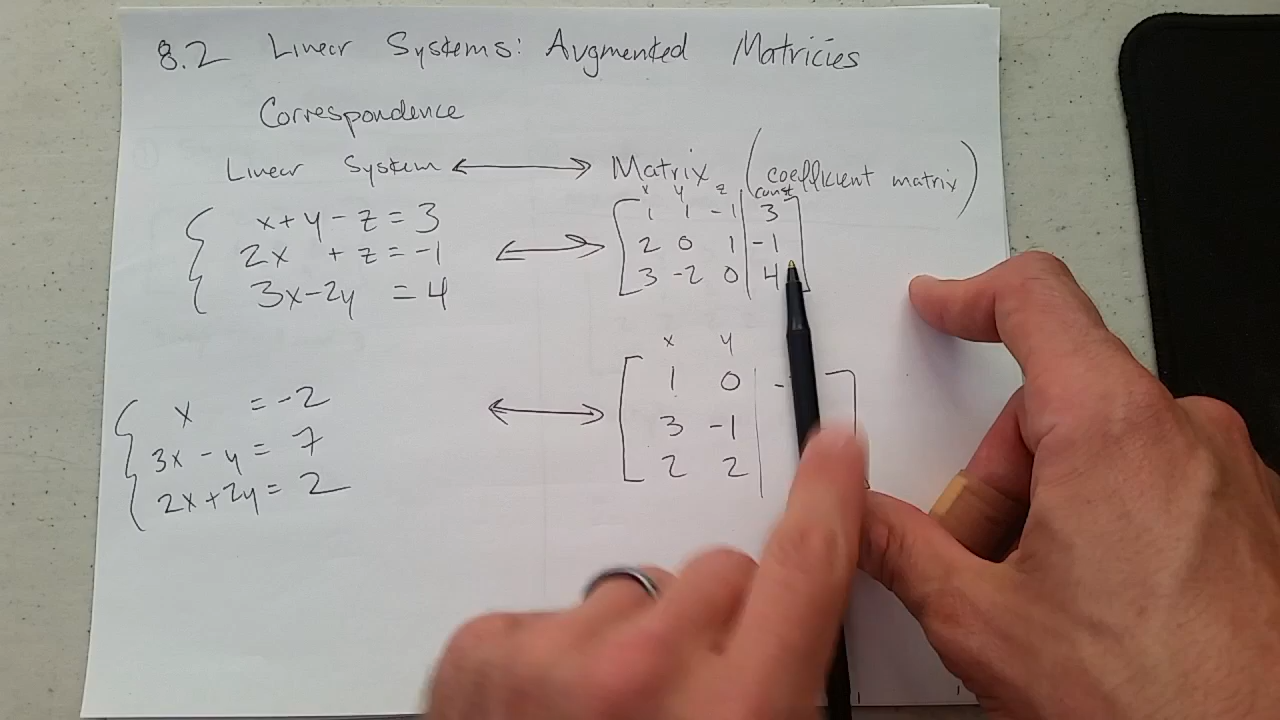 8.2 Linear Systems: Augmented Matricies
Correspondence
Linear System ⟷ Matrix (coefficient matrix)
x y z const
x + y - z = 3 ⟷ 1 1 -1 | 3
2x + z = -1 2 0 1 | -1
3x - 2y = 4 3 -2 0 | 4
x y
x = -2 ⟷ 1 0 | -
3x - y = 7 3 -1 |
2x + 2y = 2 2 2 |